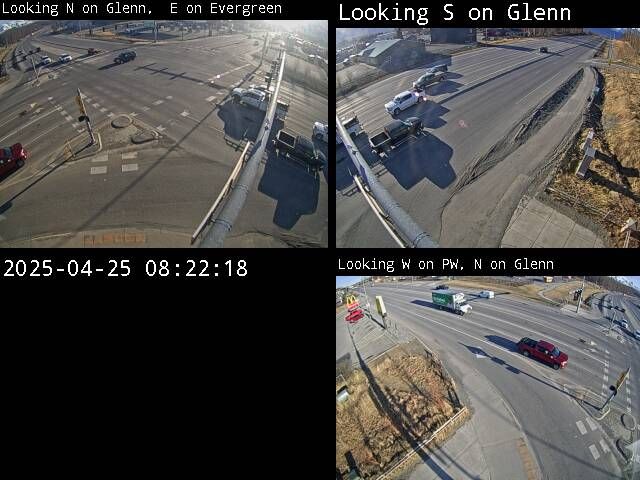 Looking N on Glenn, E on Evergreen
Looking S on Glenn
2025-04-25 08:22:18
Looking W on PW, N on Glenn